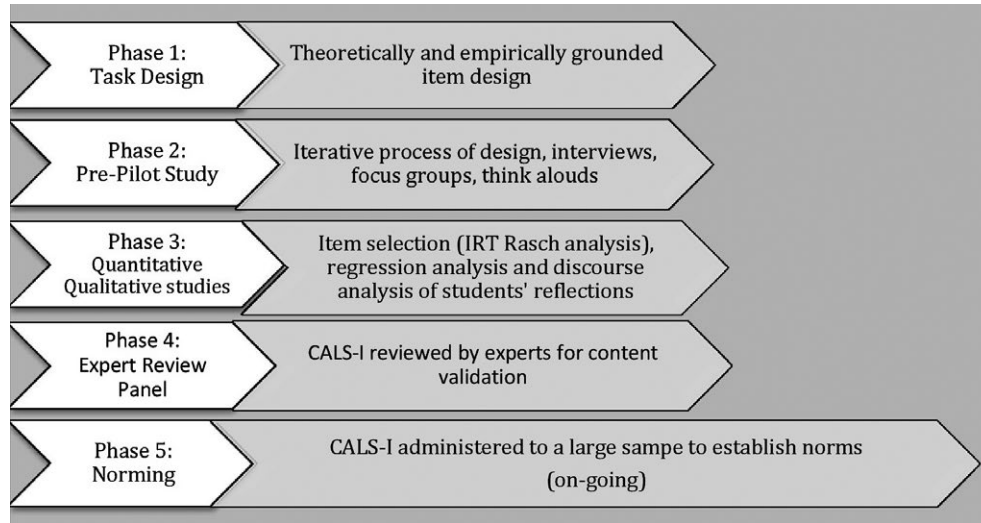 Phase 1:
Task Design
Theoretically and empirically grounded
item design
Phase 2:
Pre-Pilot Study
Iterative process of design, interviews,
focus groups, think alouds
Phase 3:
Quantitative
Qualitative studies
Item selection (IRT Rasch analysis),
regression analysis and discourse
analysis of students' reflections
Phase 4:
Expert Review
Panel
CALS-I reviewed by experts for content
validation
Phase 5:
Norming
CALS-I administered to a large sampe to establish norms
(on-going)